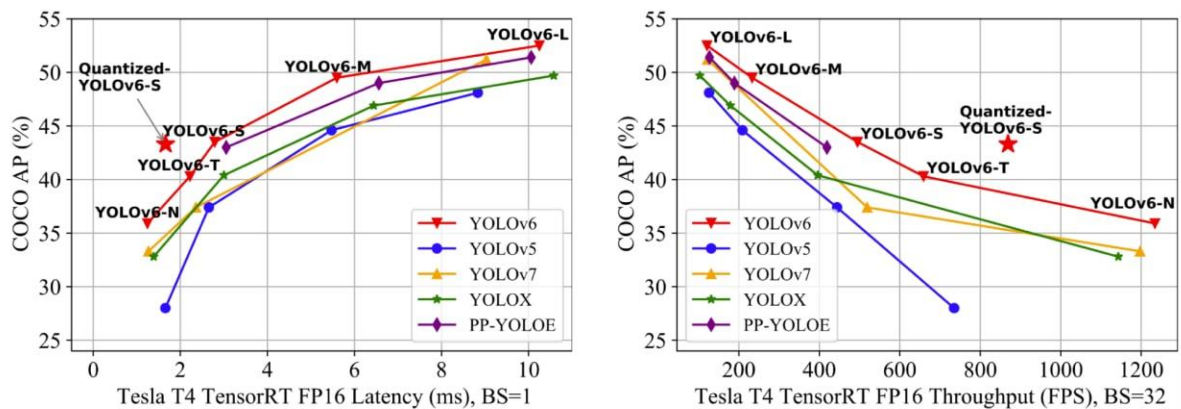 55
50
45
40
35
30
25
COCO AP (%)
YOLOv6-L
YOLOv6-M
Quantized-
YOLOv6-S
YOLOv6-S
YOLOv6-T
YOLOv6-N
YOLOv6
YOLOv5
YOLOv7
YOLOX
PP-YOLOE
0 2 4 6 8 10
Tesla T4 TensorRT FP16 Latency (ms), BS=1
55
50
45
40
35
30
25
COCO AP (%)
YOLOv6-L
YOLOv6-M
Quantized-
YOLOv6-S
YOLOv6-S
YOLOv6-T
YOLOv6-N
YOLOv6
YOLOv5
YOLOv7
YOLOX
PP-YOLOE
200 400 600 800 1000 1200
Tesla T4 TensorRT FP16 Throughput (FPS), BS=32